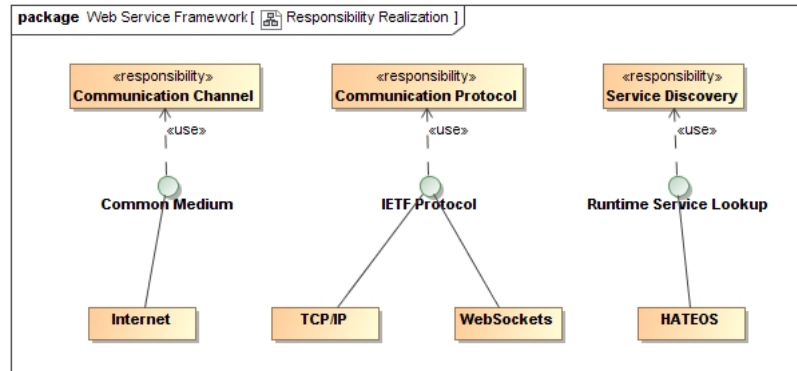 package Web Service Framework [ Responsibility Realization ]
«responsibility»
Communication Channel
«responsibility»
Communication Protocol
«responsibility»
Service Discovery
«use»
«use»
«use»
Common Medium
IETF Protocol
Runtime Service Lookup
Internet
TCP/IP
WebSockets
HATEOS